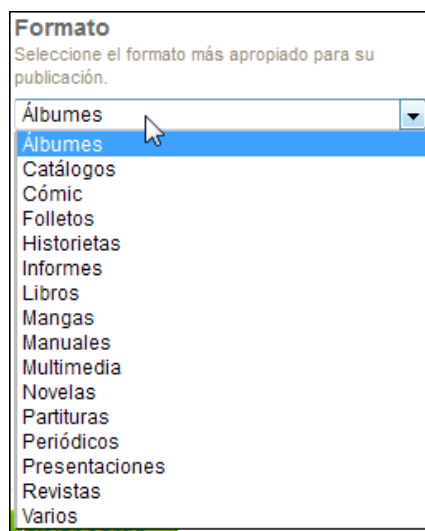 Formato
Seleccione el formato más apropiado para su
publicación.
Álbumes
Álbumes
Catálogos
Cómic
Folletos
Historietas
Informes
Libros
Mangas
Manuales
Multimedia
Novelas
Partituras
Periódicos
Presentaciones
Revistas
Varios